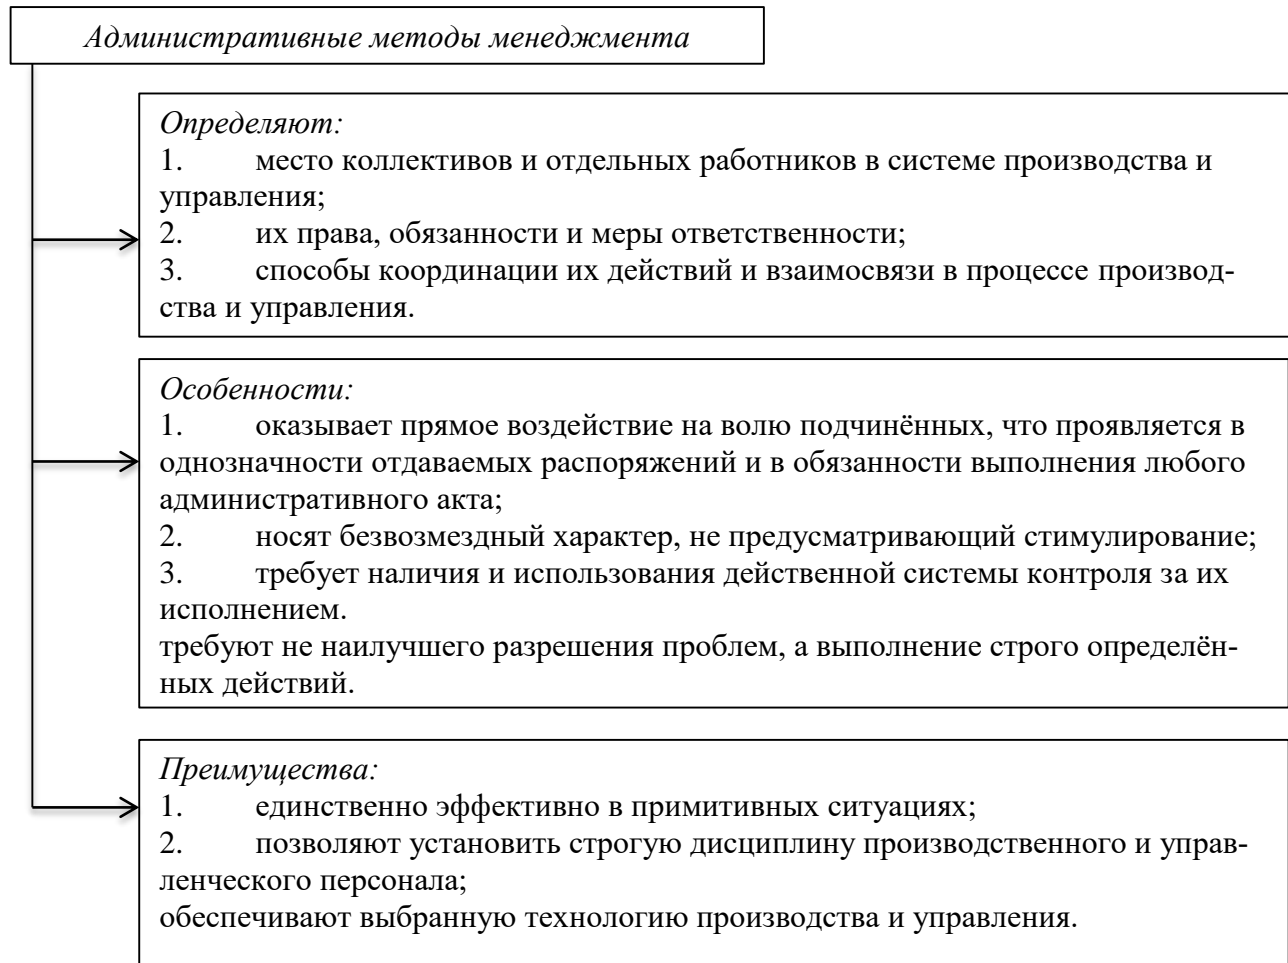 Административные методы менеджмента
Определяют:
1. место коллективов и отдельных работников в системе производства и
управления;
2. их права, обязанности и меры ответственности;
3. способы координации их действий и взаимосвязи в процессе производ-
ства и управления.
Особенности:
1. оказывает прямое воздействие на волю подчинённых, что проявляется в
однозначности отдаваемых распоряжений и в обязанности выполнения любого
административного акта;
2. носят безвозмездный характер, не предусматривающий стимулирование;
3. требует наличия и использования действенной системы контроля за их
исполнением.
требуют не наилучшего разрешения проблем, а выполнение строго определён-
ных действий.
Преимущества:
1. единственно эффективно в примитивных ситуациях;
2. позволяют установить строгую дисциплину производственного и управ-
ленческого персонала;
обеспечивают выбранную технологию производства и управления.